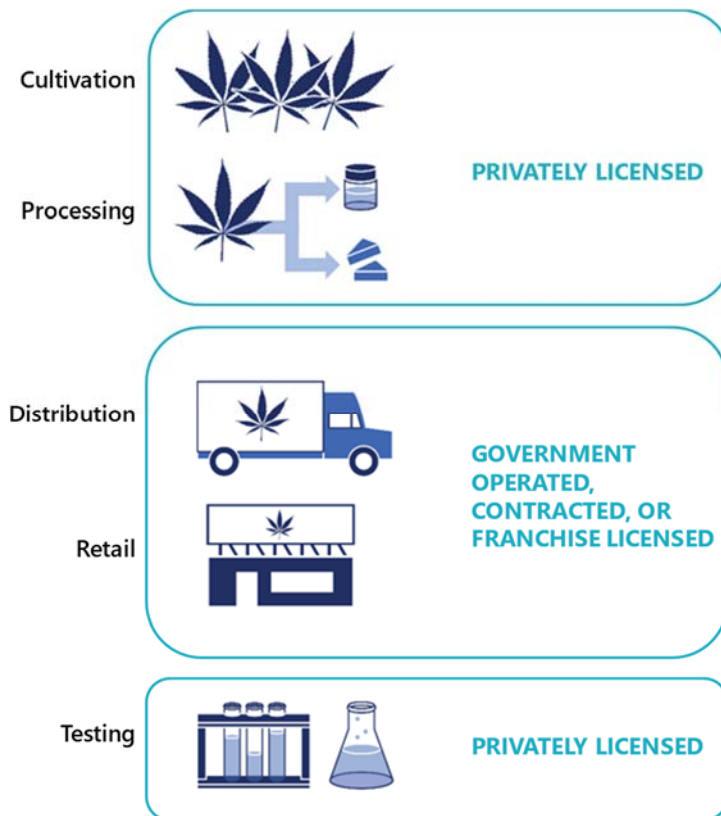 Cultivation
Processing
PRIVATELY LICENSED
Distribution
Retail
GOVERNMENT
OPERATED,
CONTRACTED, OR
FRANCHISE LICENSED
Testing
PRIVATELY LICENSED